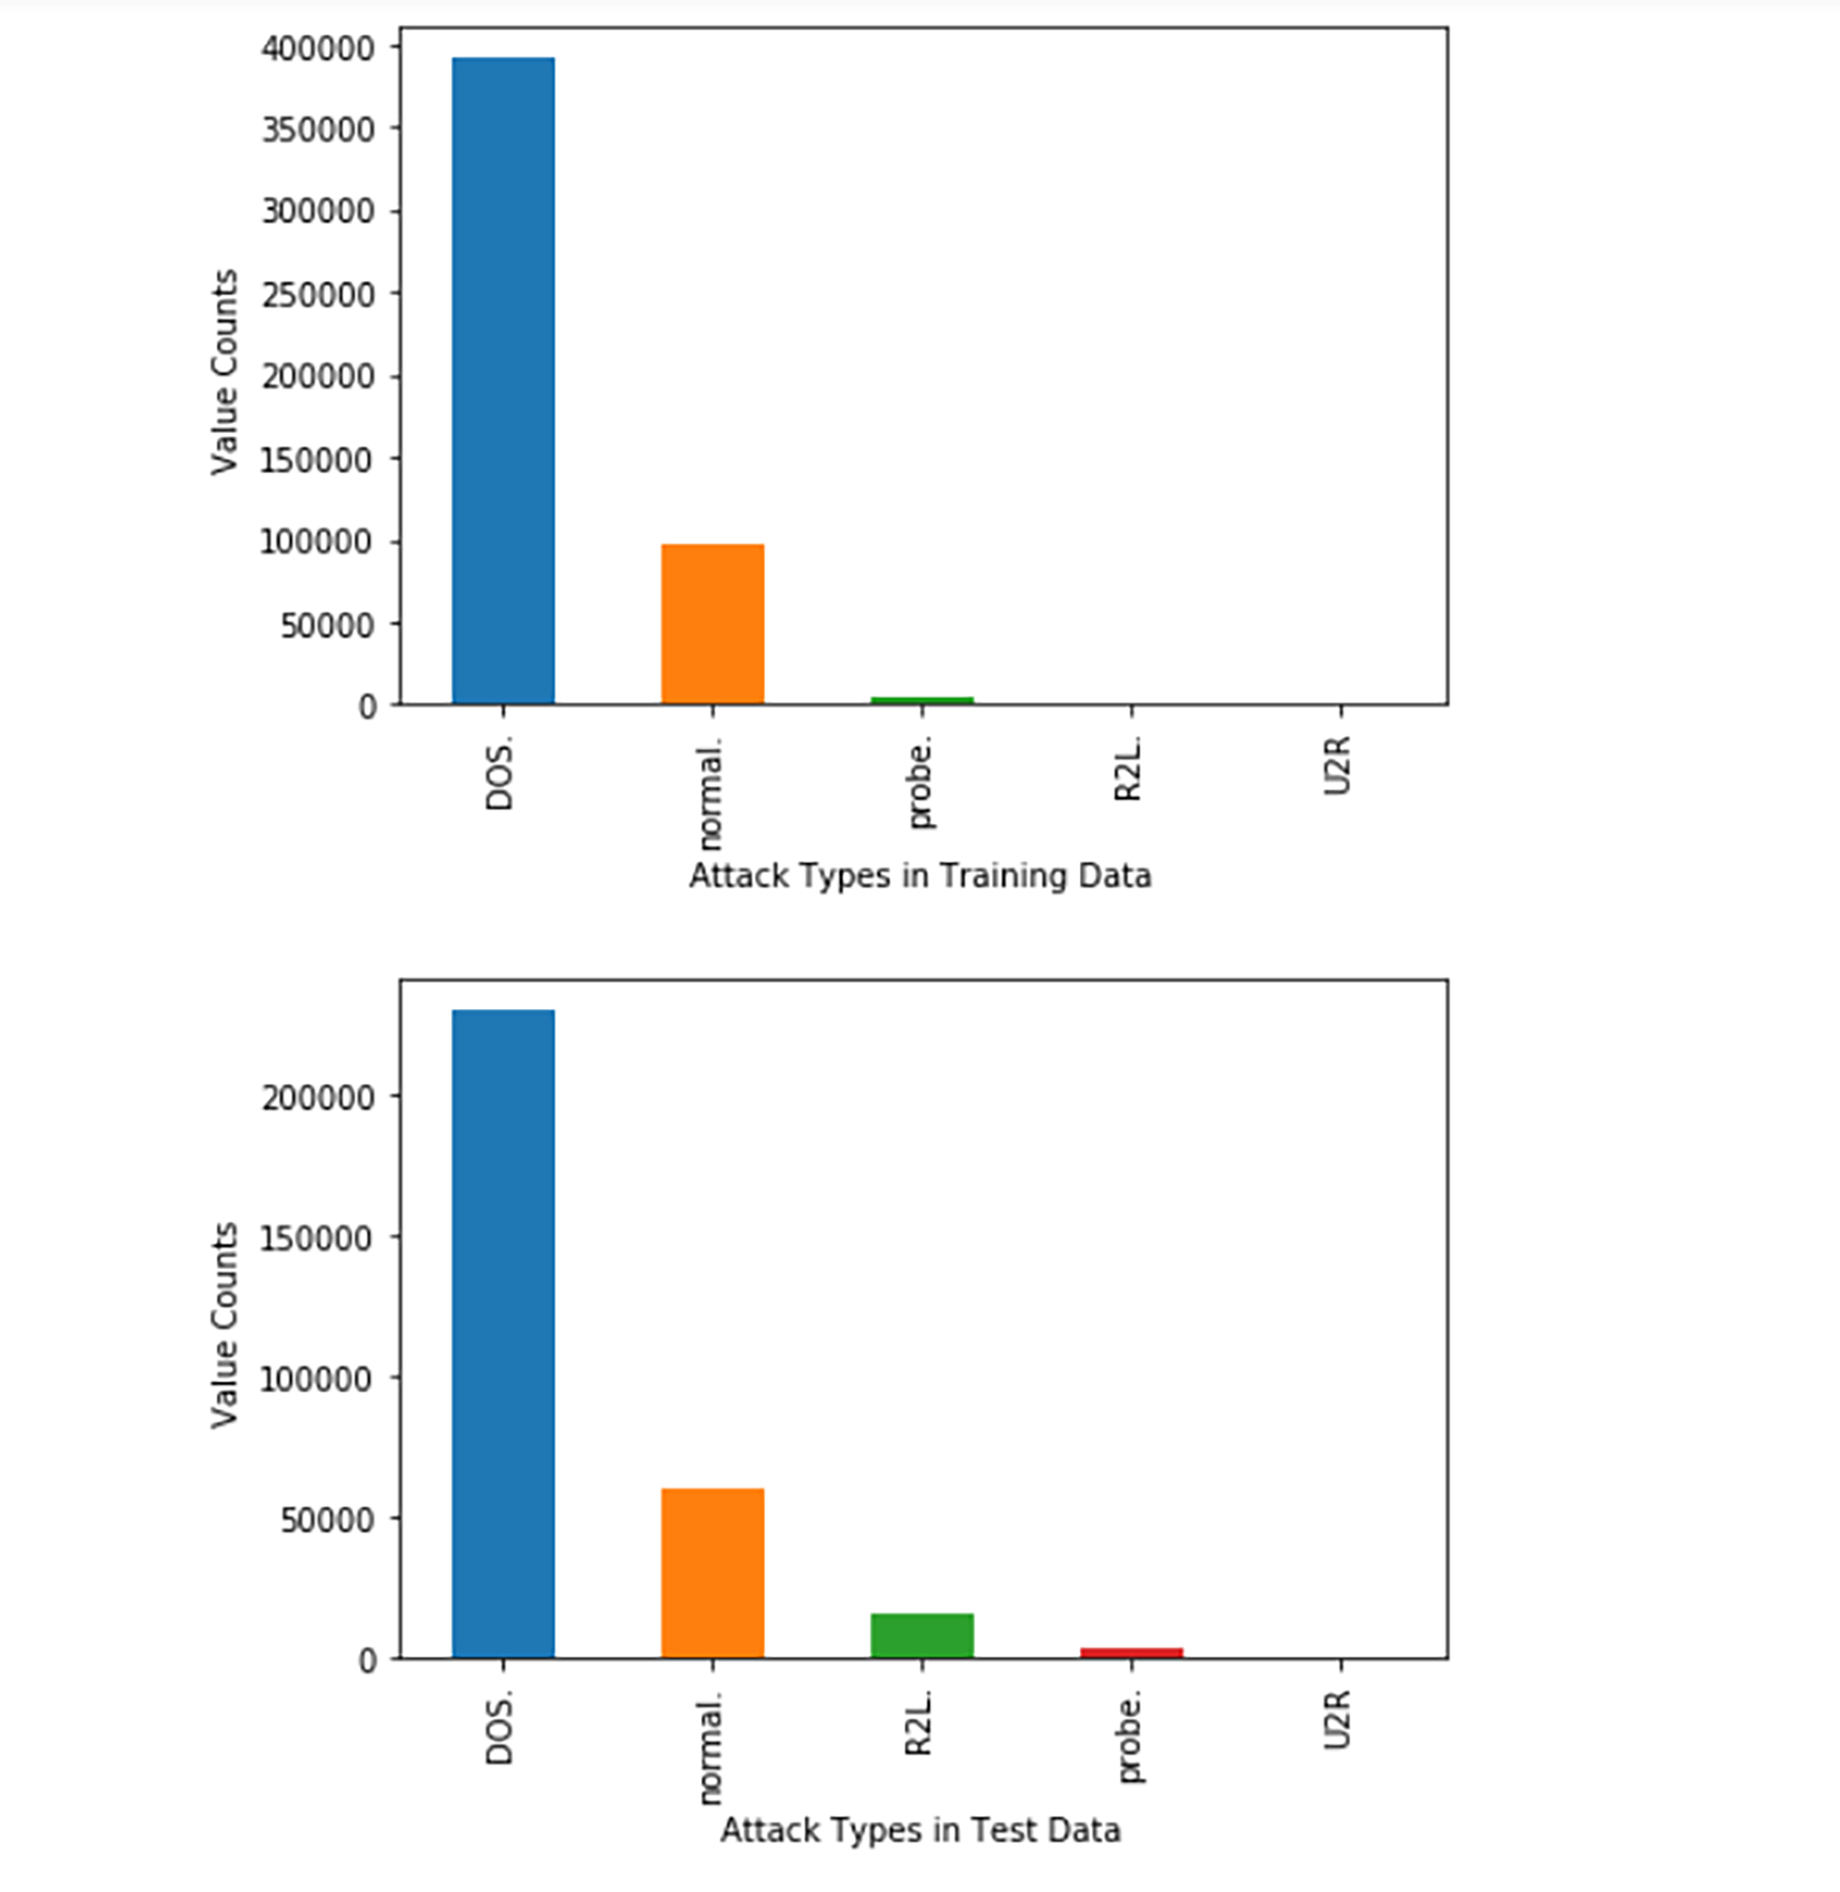 400000
350000
300000
250000
200000
150000
100000
50000
0
Value Counts
DOS.
normal.
probe.
R2L.
U2R
Attack Types in Training Data
200000
150000
100000
50000
0
Value Counts
DOS.
normal.
R2L.
probe.
U2R
Attack Types in Test Data